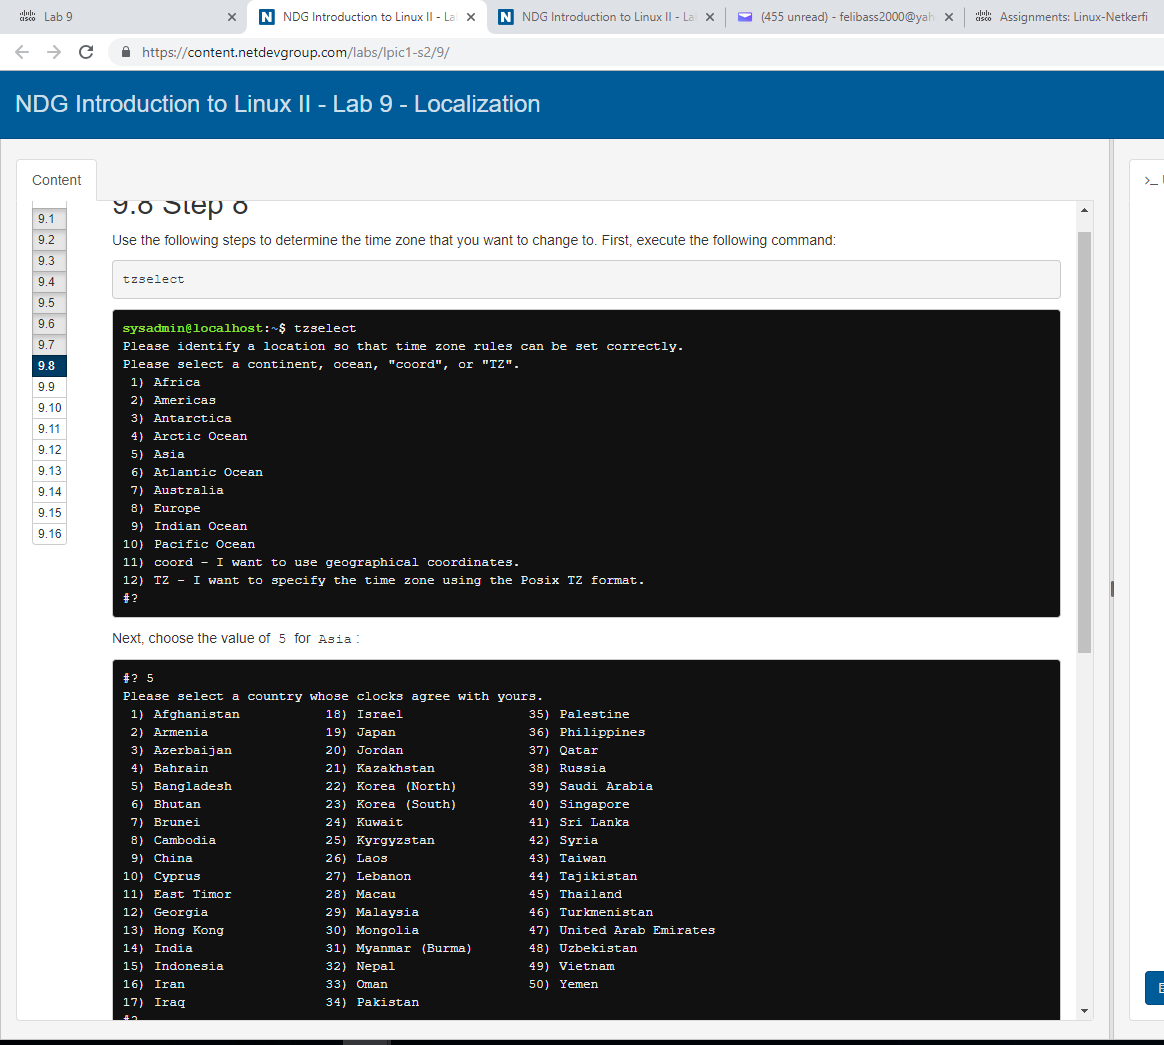 Lab 9
NDG Introduction to Linux II - La
NDG Introduction to Linux II - La
(455 unread) - felibass2000@yah
Assignments: Linux-Netkerfi
https://content.netdevgroup.com/labs/lpic1-s2/9/
NDG Introduction to Linux II - Lab 9 - Localization
Content
9.1
9.2
9.3
9.4
9.5
9.6
9.7
9.8
9.9
9.10
9.11
9.12
9.13
9.14
9.15
9.16
9.8 Step 8
Use the following steps to determine the time zone that you want to change to. First, execute the following command:
tzselect
sysadmin@localhost:~$ tzselect
Please identify a location so that time zone rules can be set correctly.
Please select a continent, ocean, "coord", or "TZ".
1) Africa
2) Americas
3) Antarctica
4) Arctic Ocean
5) Asia
6) Atlantic Ocean
7) Australia
8) Europe
9) Indian Ocean
10) Pacific Ocean
11) coord - I want to use geographical coordinates.
12) TZ - I want to specify the time zone using the Posix TZ format.
#?
Next, choose the value of 5 for Asia :
#? 5
Please select a country whose clocks agree with yours.
1) Afghanistan 18) Israel 35) Palestine
2) Armenia 19) Japan 36) Philippines
3) Azerbaijan 20) Jordan 37) Qatar
4) Bahrain 21) Kazakhstan 38) Russia
5) Bangladesh 22) Korea (North) 39) Saudi Arabia
6) Bhutan 23) Korea (South) 40) Singapore
7) Brunei 24) Kuwait 41) Sri Lanka
8) Cambodia 25) Kyrgyzstan 42) Syria
9) China 26) Laos 43) Taiwan
10) Cyprus 27) Lebanon 44) Tajikistan
11) East Timor 28) Macau 45) Thailand
12) Georgia 29) Malaysia 46) Turkmenistan
13) Hong Kong 30) Mongolia 47) United Arab Emirates
14) India 31) Myanmar (Burma) 48) Uzbekistan
15) Indonesia 32) Nepal 49) Vietnam
16) Iran 33) Oman 50) Yemen
17) Iraq 34) Pakistan
#?